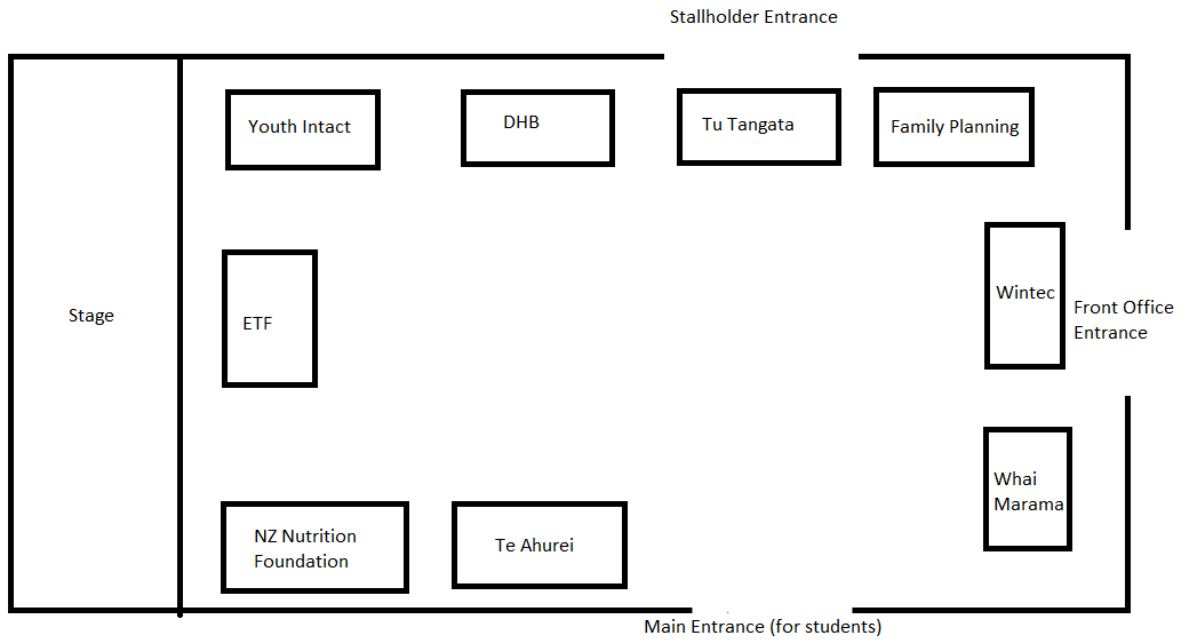 Stallholder Entrance
Youth Intact
DHB
Tu Tangata
Family Planning
Stage
ETF
Wintec
Front Office
Entrance
Whai
Marama
NZ Nutrition
Foundation
Te Ahurei
Main Entrance (for students)